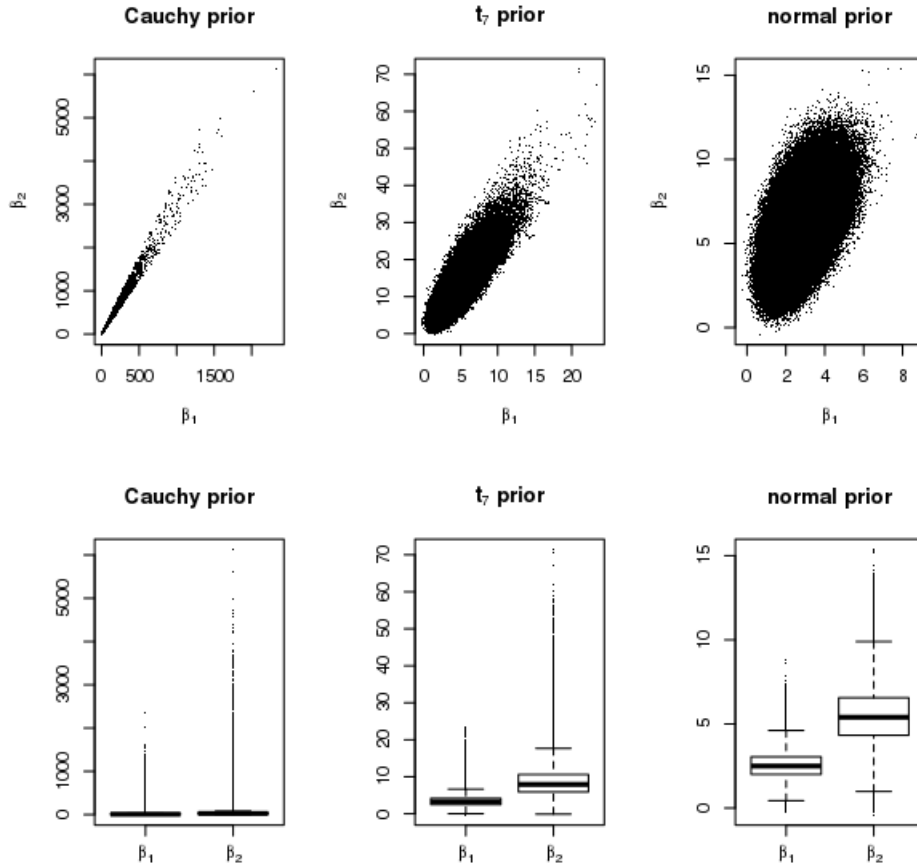 Cauchy prior
t₇ prior
normal prior
β₂
0 1000 3000 5000
0 500 1500
β₁
β₂
0 10 20 30 40 50 60 70
0 5 10 15 20
β₁
β₂
0 5 10 15
0 2 4 6 8
β₁
Cauchy prior
t₇ prior
normal prior
0 1000 3000 5000
β₁ β₂
0 10 20 30 40 50 60 70
β₁ β₂
0 5 10 15
β₁ β₂